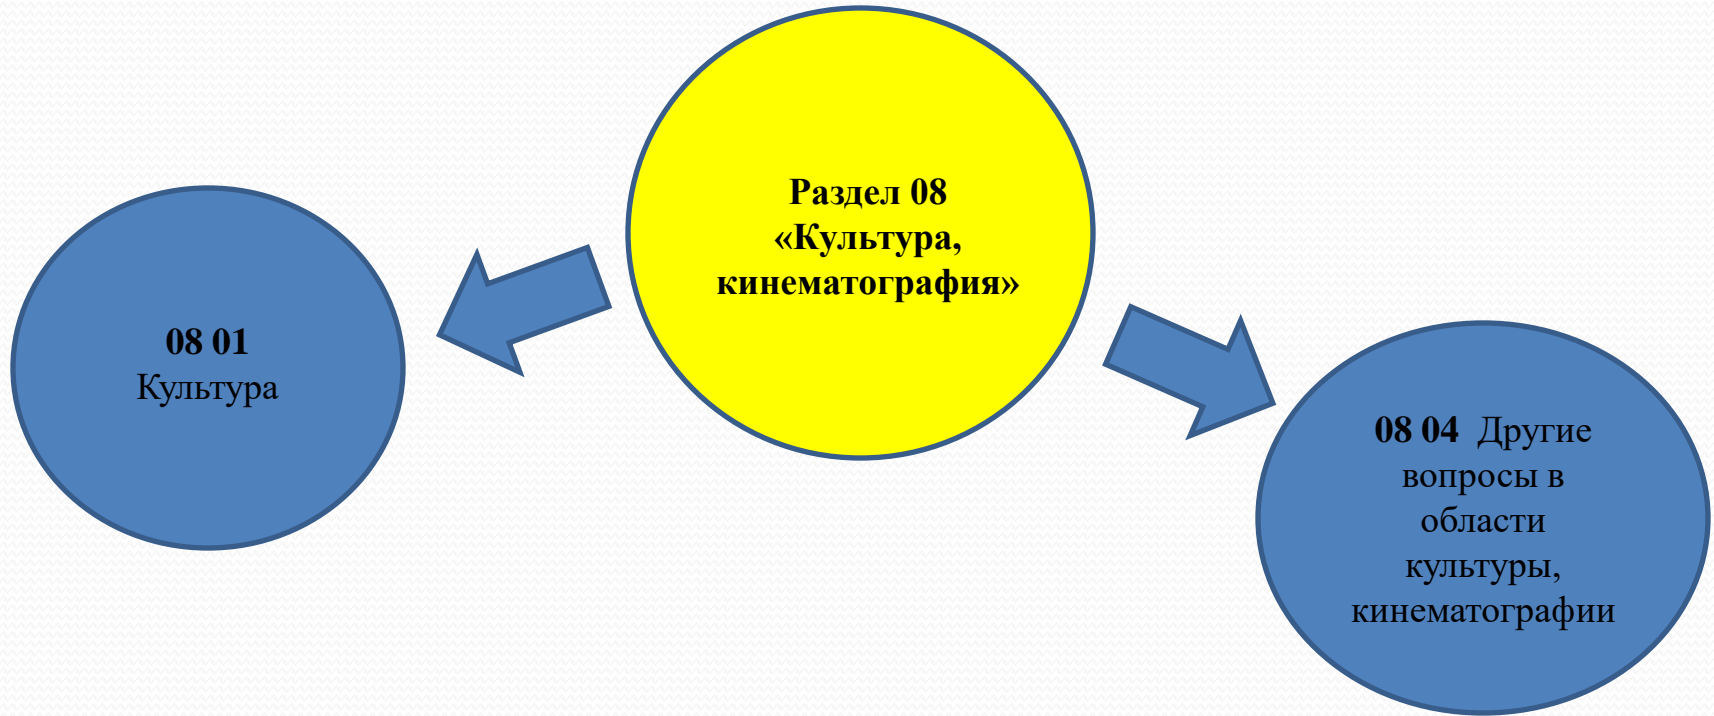 Раздел 08
«Культура,
кинематография»
08 01
Культура
08 04 Другие
вопросы в
области
культуры,
кинематографии